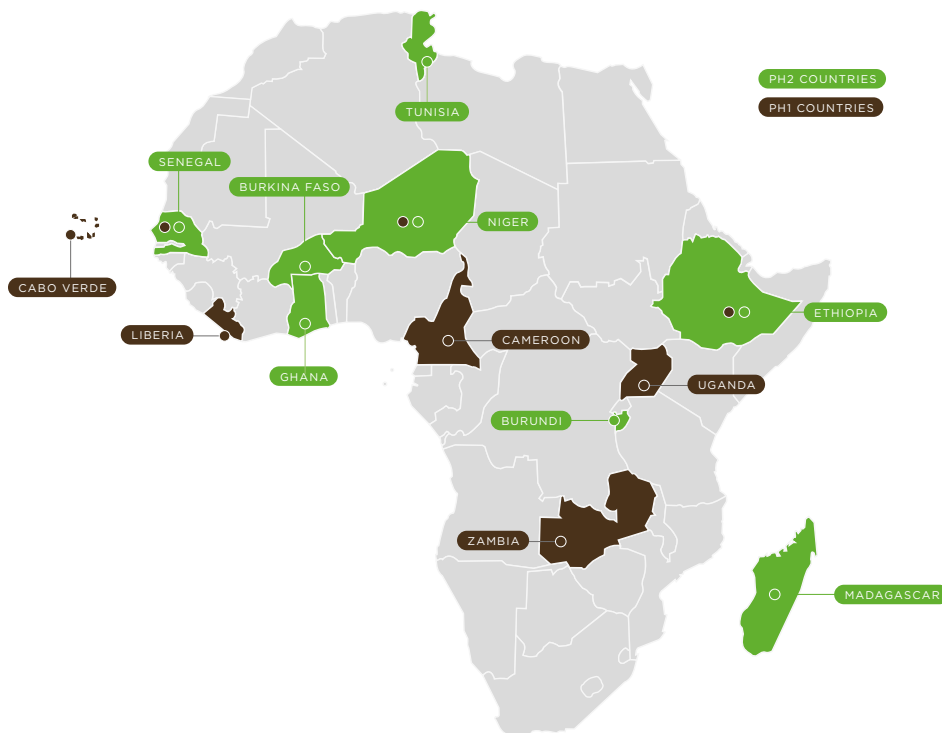 PH2 COUNTRIES
PH1 COUNTRIES
TUNISIA
SENEGAL
BURKINA FASO
NIGER
CABO VERDE
ETHIOPIA
LIBERIA
CAMEROON
GHANA
UGANDA
BURUNDI
ZAMBIA
MADAGASCAR